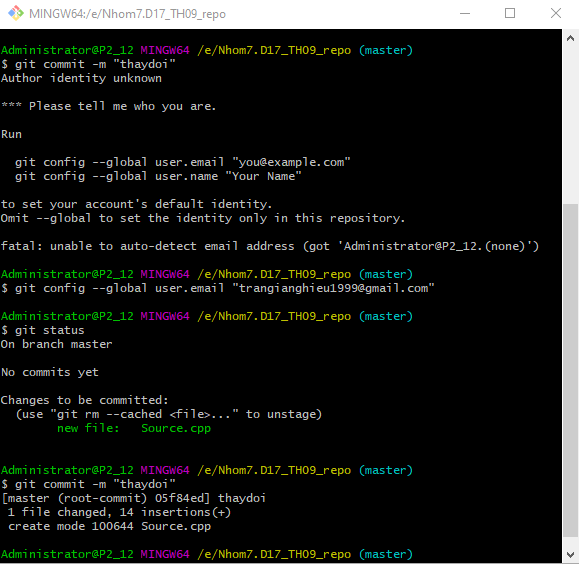 MINGW64:/e/Nhom7.D17_TH09_repo
Administrator@P2_12 MINGW64 /e/Nhom7.D17_TH09_repo (master)
$ git commit -m "thaydoi"
Author identity unknown
*** Please tell me who you are.
Run
git config --global user.email "you@example.com"
git config --global user.name "Your Name"
to set your account's default identity.
Omit --global to set the identity only in this repository.
fatal: unable to auto-detect email address (got 'Administrator@P2_12.(none)')
Administrator@P2_12 MINGW64 /e/Nhom7.D17_TH09_repo (master)
$ git config --global user.email "trangianghieu1999@gmail.com"
Administrator@P2_12 MINGW64 /e/Nhom7.D17_TH09_repo (master)
$ git status
On branch master
No commits yet
Changes to be committed:
(use "git rm --cached <file>..." to unstage)
new file:   Source.cpp
Administrator@P2_12 MINGW64 /e/Nhom7.D17_TH09_repo (master)
$ git commit -m "thaydoi"
[master (root-commit) 05f84ed] thaydoi
1 file changed, 14 insertions(+)
create mode 100644 Source.cpp
Administrator@P2_12 MINGW64 /e/Nhom7.D17_TH09_repo (master)